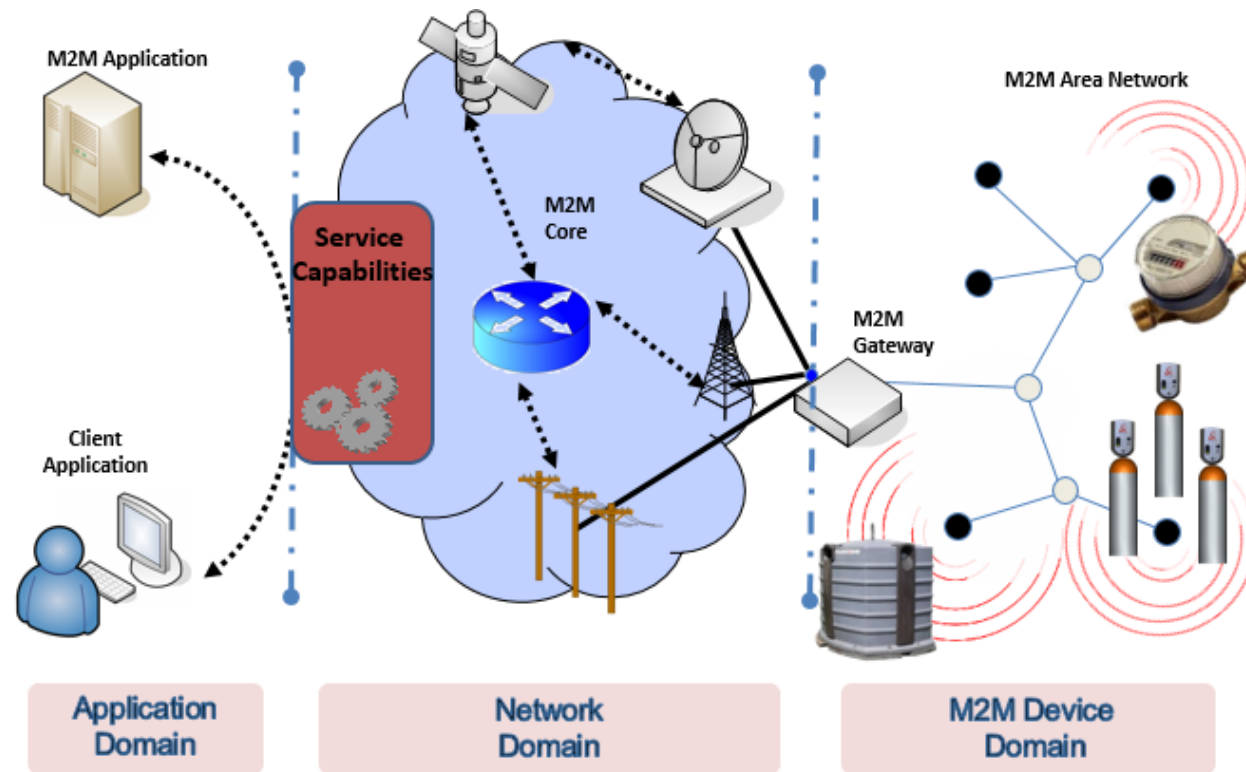 M2M Application
M2M Area Network
M2M
Core
Service
Capabilities
M2M
Gateway
Client
Application
Application
Domain
Network
Domain
M2M Device
Domain